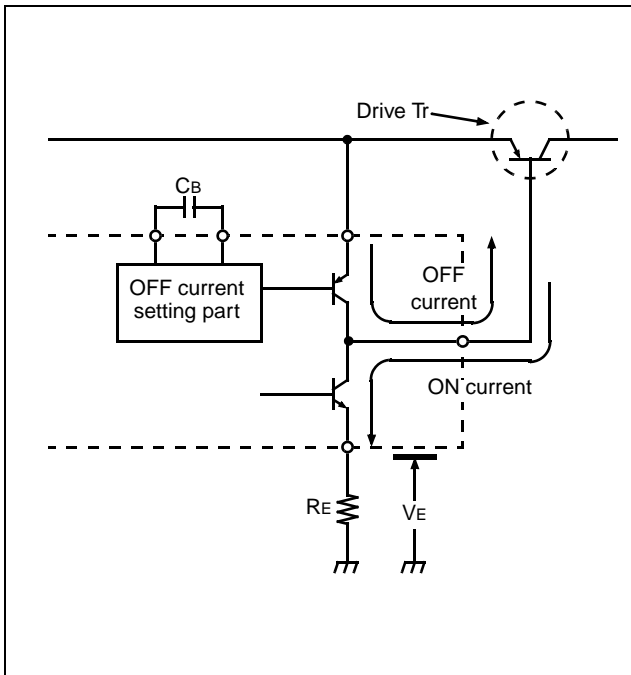 Drive Tr
CB
OFF current
setting part
OFF
current
ON current
RE
VE